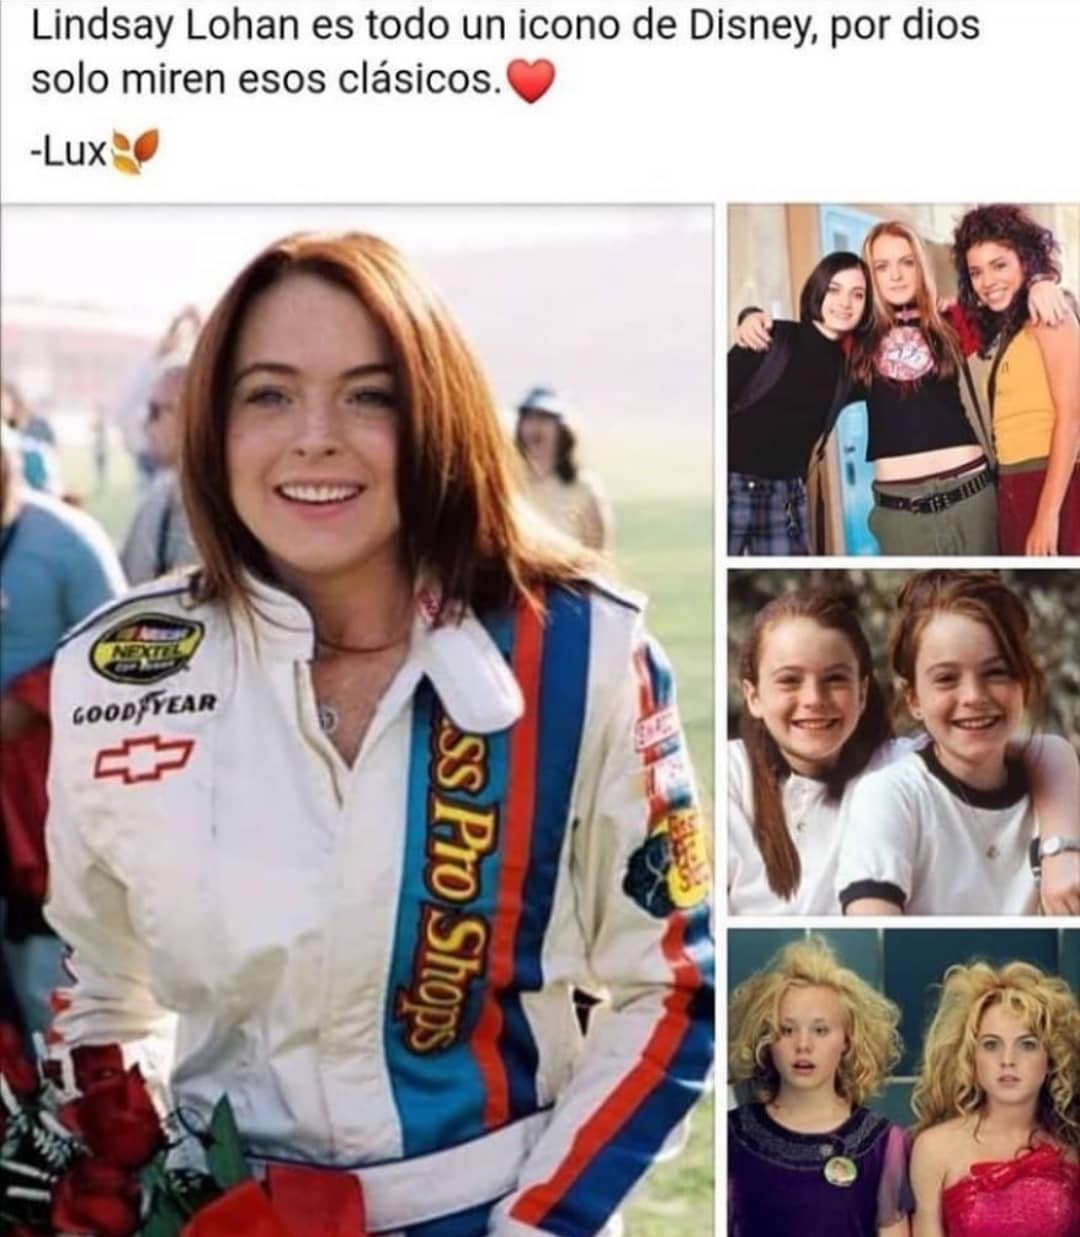 Lindsay Lohan es todo un icono de Disney, por dios
solo miren esos clásicos.❤️
-Lux🍂
NEXTEL
GOODYEAR
ss Pro Shops